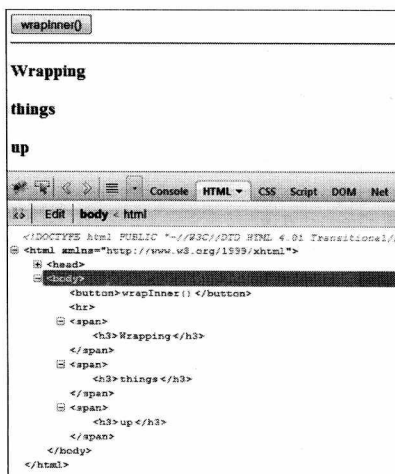 wrapInner()
Wrapping
things
up
Console HTML CSS Script DOM Net
Edit body < html
<!DOCTYPE html PUBLIC "-//W3C//DTD HTML 4.01 Transitional//
<html xmlns="http://www.w3.org/1999/xhtml">
<head>
<body>
<button>wrapInner()</button>
<hr>
<span>
<h3>Wrapping</h3>
</span>
<span>
<h3>things</h3>
</span>
<span>
<h3>up</h3>
</span>
</body>
</html>